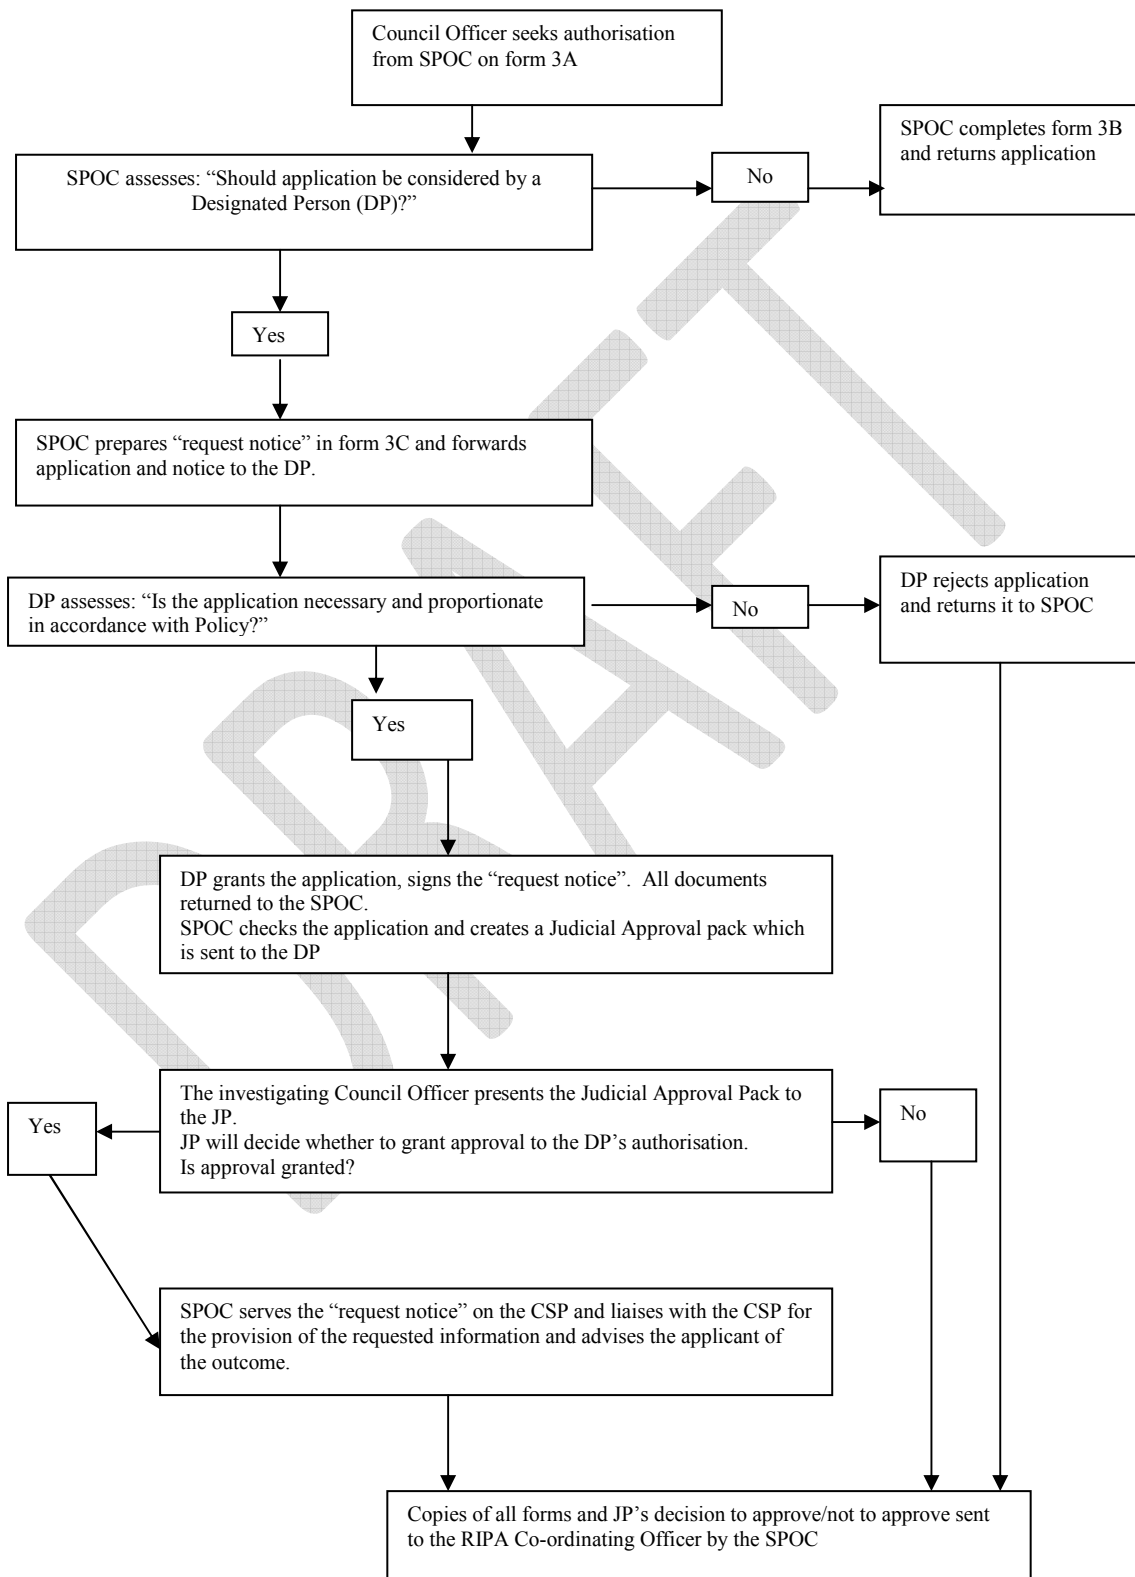 Council Officer seeks authorisation
from SPOC on form 3A
SPOC completes form 3B
and returns application
SPOC assesses: “Should application be considered by a
Designated Person (DP)?”
No
Yes
SPOC prepares “request notice” in form 3C and forwards
application and notice to the DP.
DP assesses: “Is the application necessary and proportionate
in accordance with Policy?”
No
DP rejects application
and returns it to SPOC
Yes
DP grants the application, signs the “request notice”.  All documents
returned to the SPOC.
SPOC checks the application and creates a Judicial Approval pack which
is sent to the DP
The investigating Council Officer presents the Judicial Approval Pack to
the JP.
JP will decide whether to grant approval to the DP’s authorisation.
Is approval granted?
Yes
No
SPOC serves the “request notice” on the CSP and liaises with the CSP for
the provision of the requested information and advises the applicant of
the outcome.
Copies of all forms and JP’s decision to approve/not to approve sent
to the RIPA Co-ordinating Officer by the SPOC
DRAFT